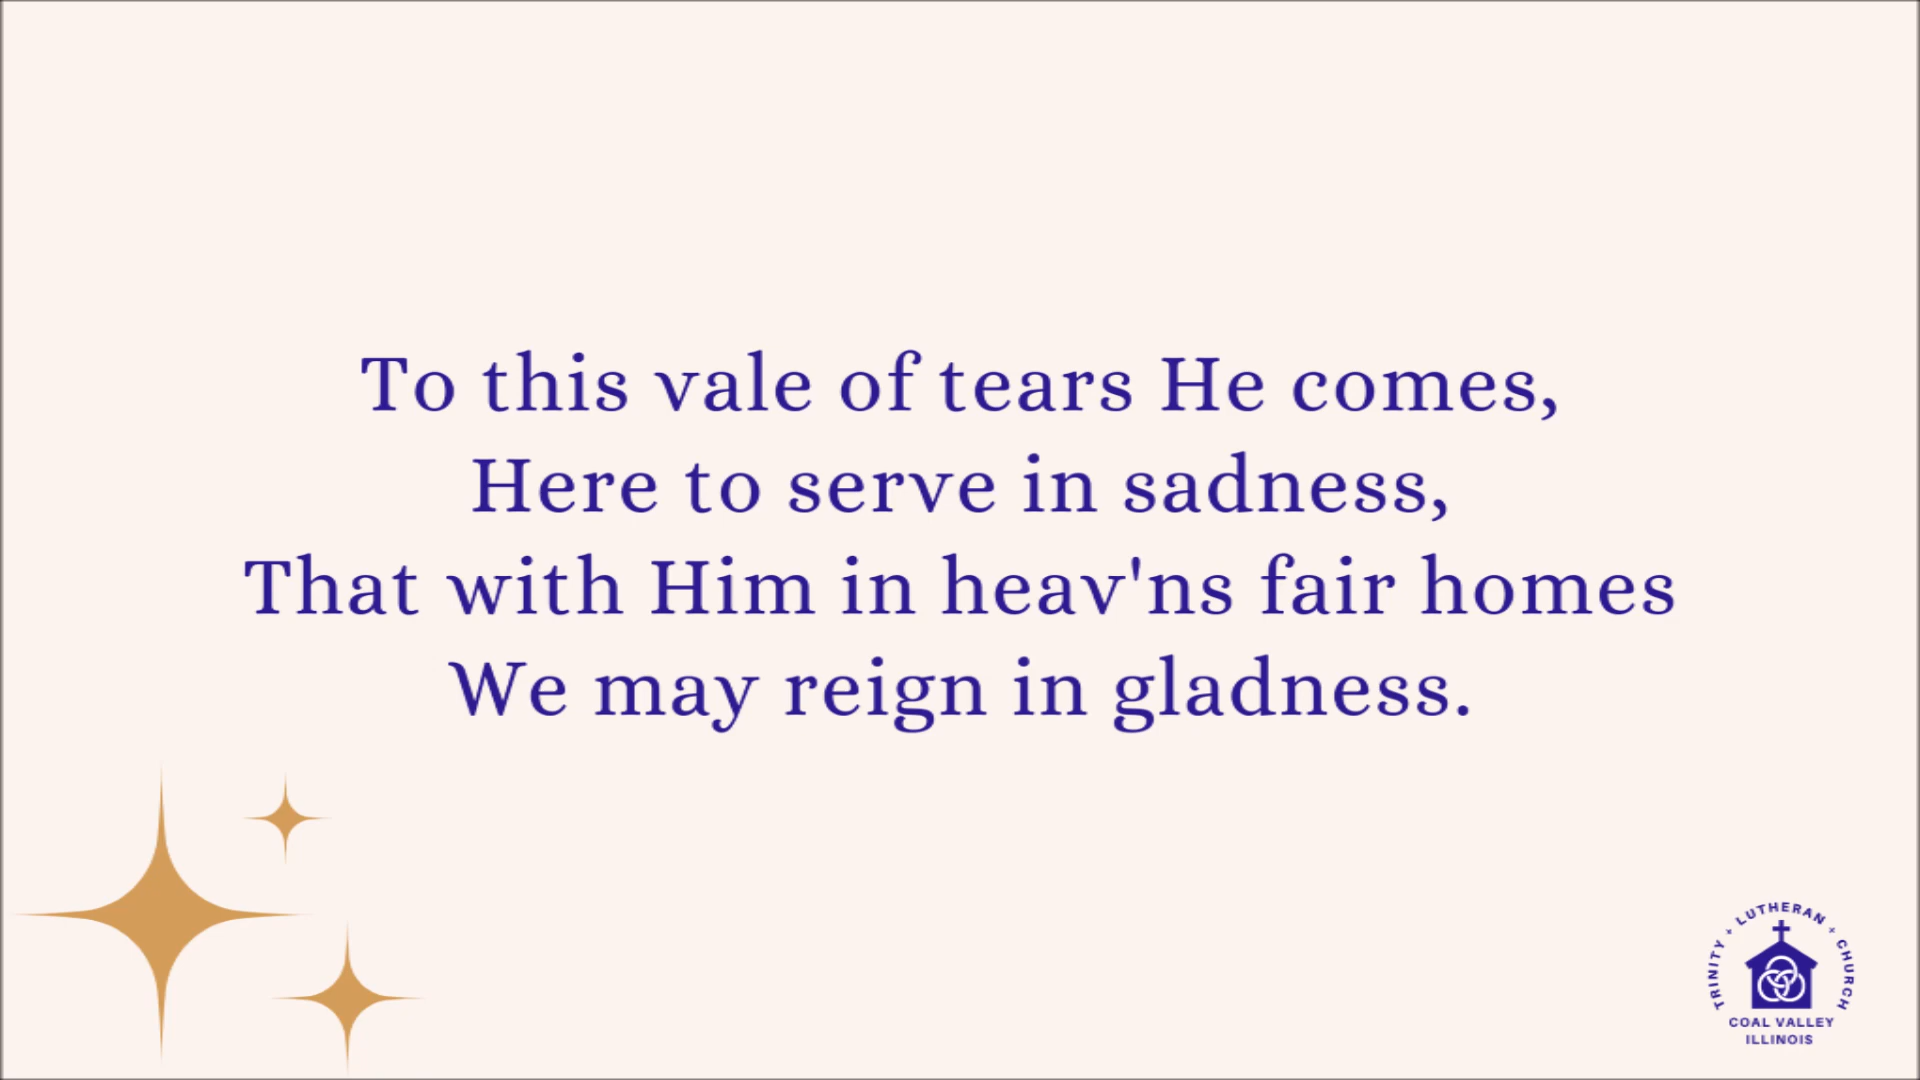 To this vale of tears He comes,
Here to serve in sadness,
That with Him in heav'ns fair homes
We may reign in gladness.
TRINITY + LUTHERAN + CHURCH
COAL VALLEY
ILLINOIS